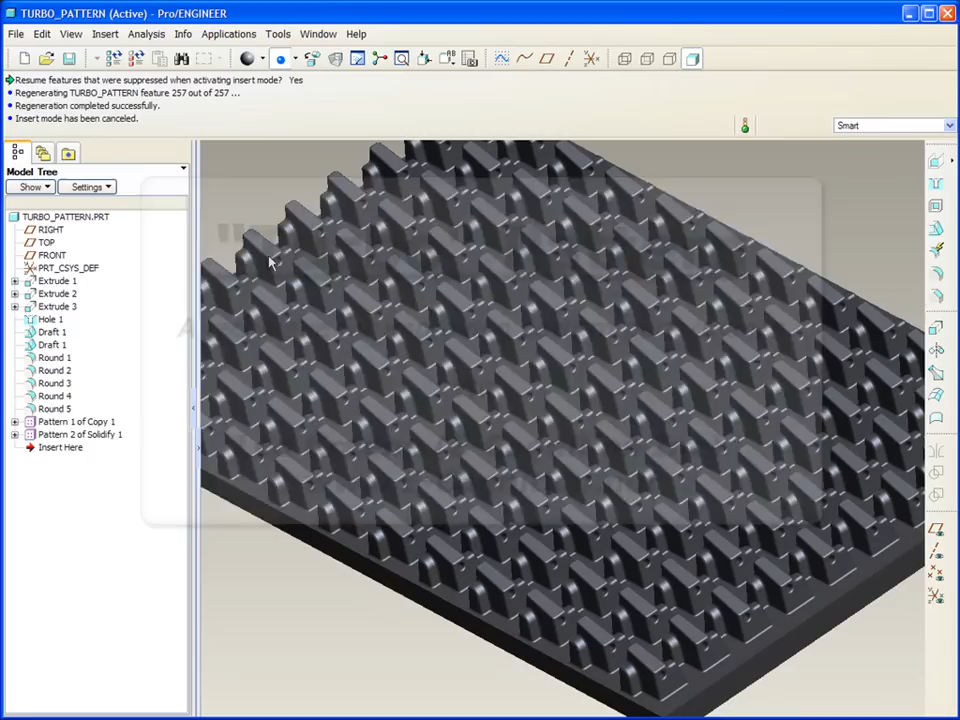 TURBO_PATTERN (Active) - Pro/ENGINEER
File Edit View Insert Analysis Info Applications Tools Window Help
Resume features that were suppressed when activating insert mode? Yes
Regenerating TURBO_PATTERN feature 257 out of 257 ...
Regeneration completed successfully.
Insert mode has been canceled.
Smart
Model Tree
Show Settings
TURBO_PATTERN.PRT
RIGHT
TOP
FRONT
PRT_CSYS_DEF
Extrude 1
Extrude 2
Extrude 3
Hole 1
Draft 1
Draft 1
Round 1
Round 2
Round 3
Round 4
Round 5
Pattern 1 of Copy 1
Pattern 2 of Solidify 1
Insert Here